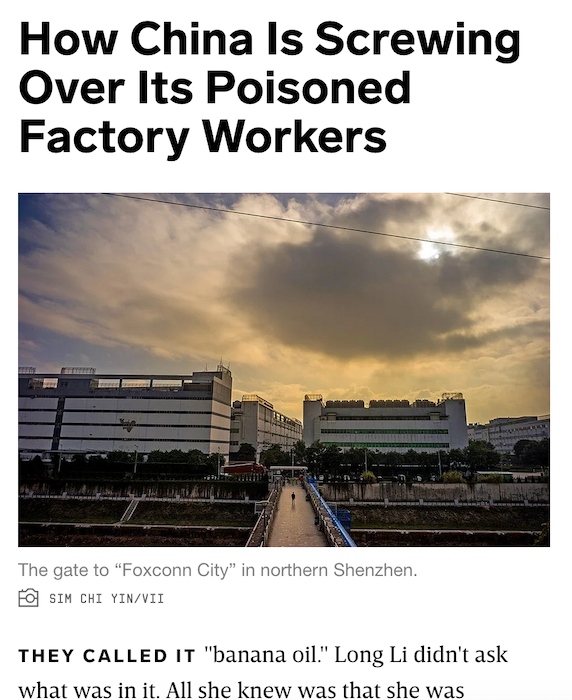 How China Is Screwing
Over Its Poisoned
Factory Workers
The gate to “Foxconn City” in northern Shenzhen.
SIM CHI YIN/VII
THEY CALLED IT "banana oil." Long Li didn't ask
what was in it. All she knew was that she was